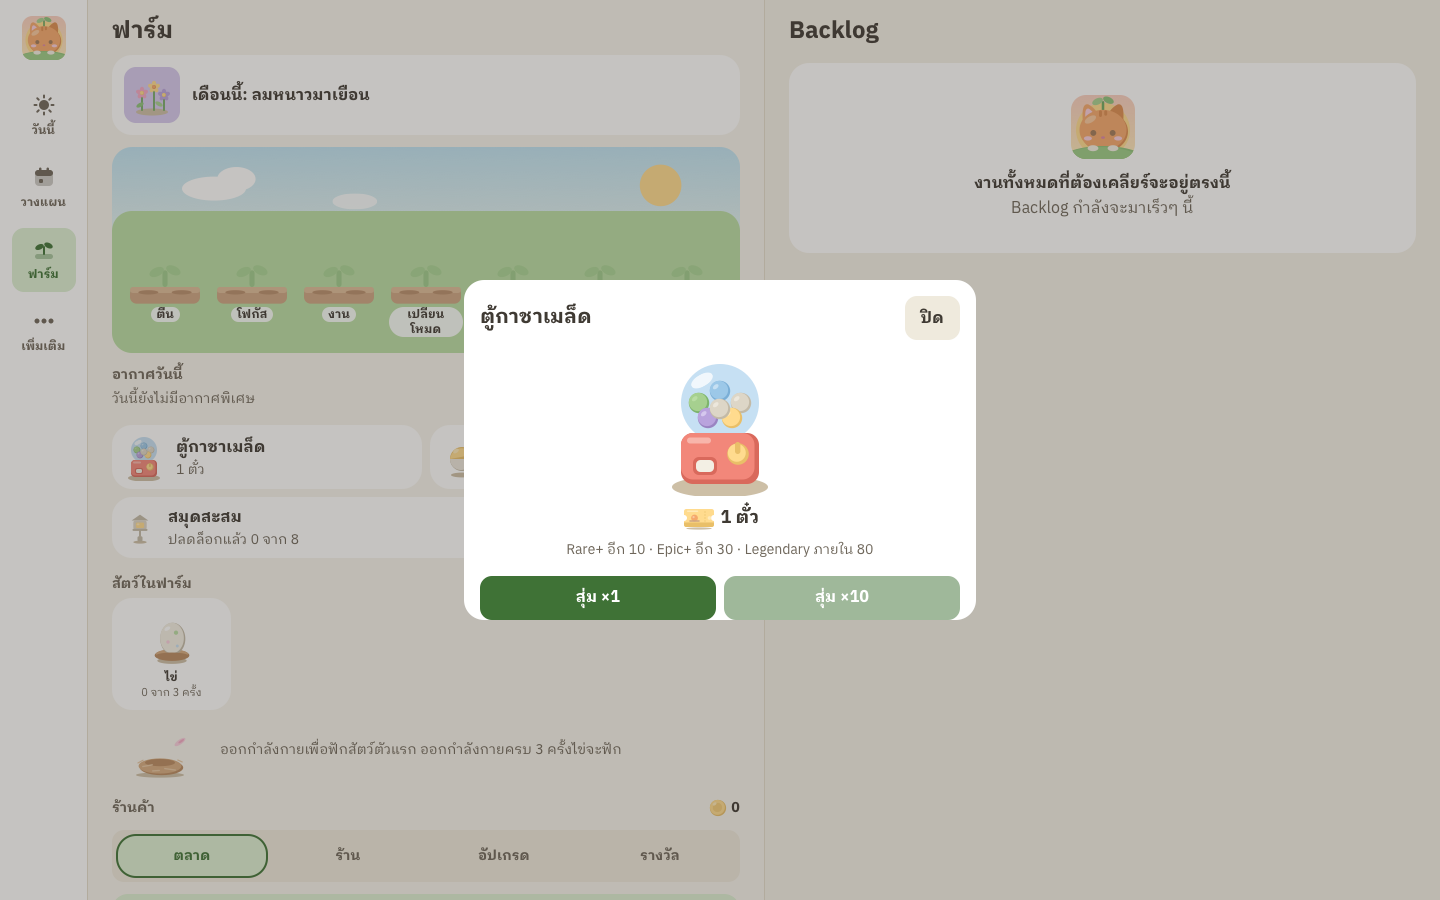 วันนี้
วางแผน
ฟาร์ม
เพิ่มเติม
ฟาร์ม
เดือนนี้: ลมหนาวมาเยือน
ตื่น
โฟกัส
งาน
เปลี่ยน
โหมด
อากาศวันนี้
วันนี้ยังไม่มีอากาศพิเศษ
ตู้กาชาเมล็ด
1 ตั๋ว
สมุดสะสม
ปลดล็อกแล้ว 0 จาก 8
สัตว์ในฟาร์ม
ไข่
0 จาก 3 ครั้ง
ออกกำลังกายเพื่อฟักสัตว์ตัวแรก ออกกำลังกายครบ 3 ครั้งไข่จะฟัก
ร้านค้า
0
ตลาด
ร้าน
อัปเกรด
รางวัล
ตู้กาชาเมล็ด
ปิด
1 ตั๋ว
Rare+ อีก 10 · Epic+ อีก 30 · Legendary ภายใน 80
สุ่ม ×1
สุ่ม ×10
Backlog
งานทั้งหมดที่ต้องเคลียร์จะอยู่ตรงนี้
Backlog กำลังจะมาเร็วๆ นี้